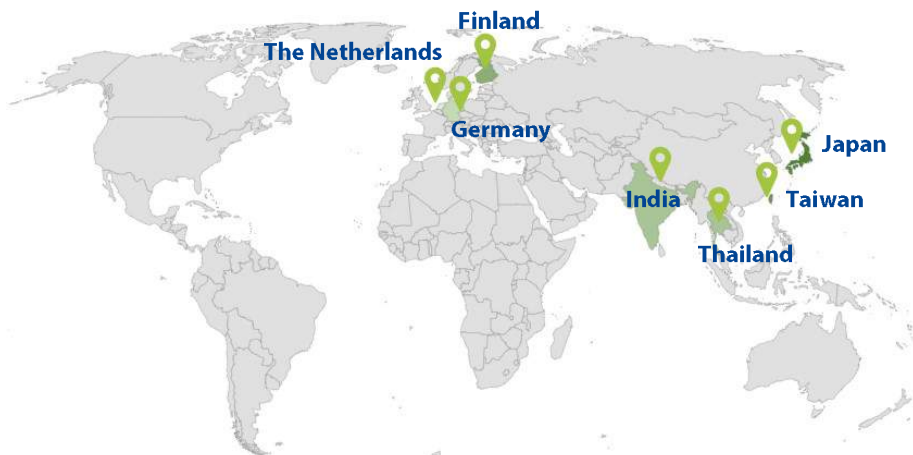 Finland
The Netherlands
Germany
Japan
India
Taiwan
Thailand